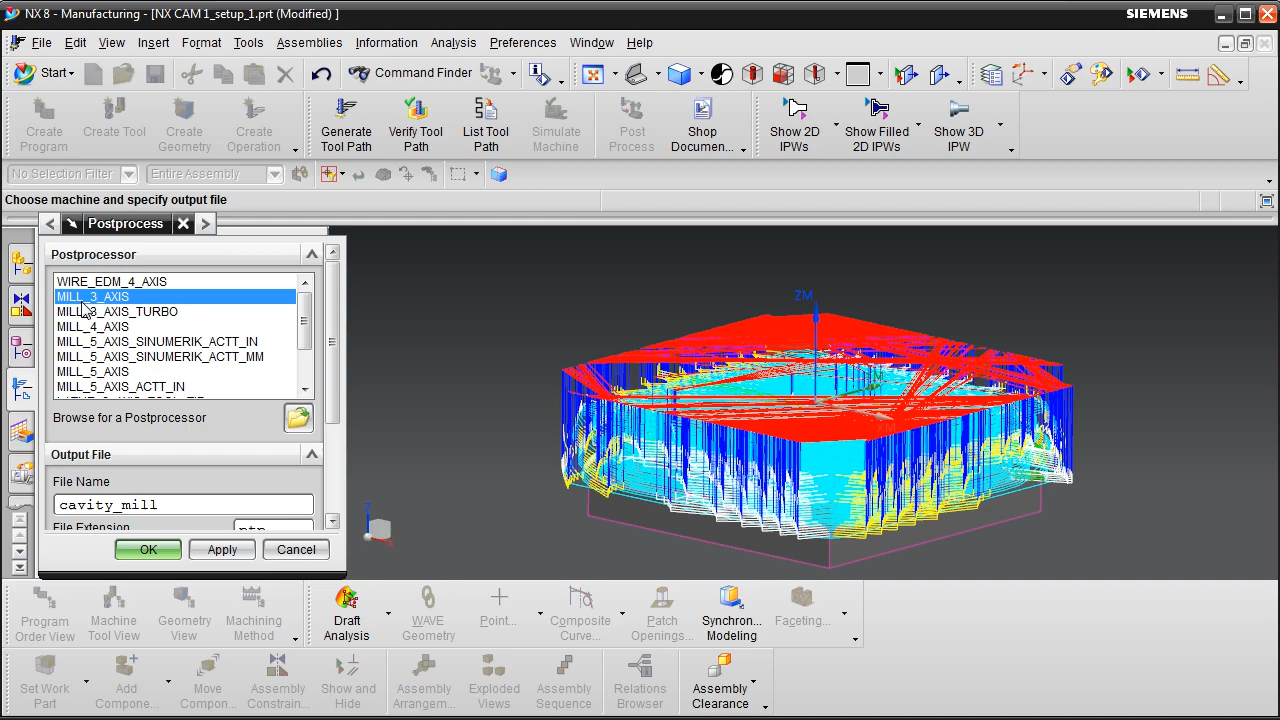 NX 8 - Manufacturing - [NX CAM 1_setup_1.prt (Modified) ]
SIEMENS
File Edit View Insert Format Tools Assemblies Information Analysis Preferences Window Help
Start Command Finder
Create Program
Create Tool
Create Geometry
Create Operation
Generate Tool Path
Verify Tool Path
List Tool Path
Simulate Machine
Post Process
Shop Documen...
Show 2D IPWs
Show Filled 2D IPWs
Show 3D IPW
No Selection Filter
Entire Assembly
Choose machine and specify output file
Postprocess
Postprocessor
WIRE_EDM_4_AXIS
MILL_3_AXIS
MILL_3_AXIS_TURBO
MILL_4_AXIS
MILL_5_AXIS_SINUMERIK_ACTT_IN
MILL_5_AXIS_SINUMERIK_ACTT_MM
MILL_5_AXIS
MILL_5_AXIS_ACTT_IN
Browse for a Postprocessor
Output File
File Name
cavity_mill
File Extension
ptp
OK Apply Cancel
ZM
XM
Program Order View
Machine Tool View
Geometry View
Machining Method
Draft Analysis
WAVE Geometry
Point...
Composite Curve...
Patch Openings...
Synchron... Modeling
Faceting...
Set Work Part
Add Compone...
Move Compon...
Assembly Constrain...
Show and Hide
Assembly Arrangem...
Exploded Views
Assembly Sequence
Relations Browser
Assembly Clearance